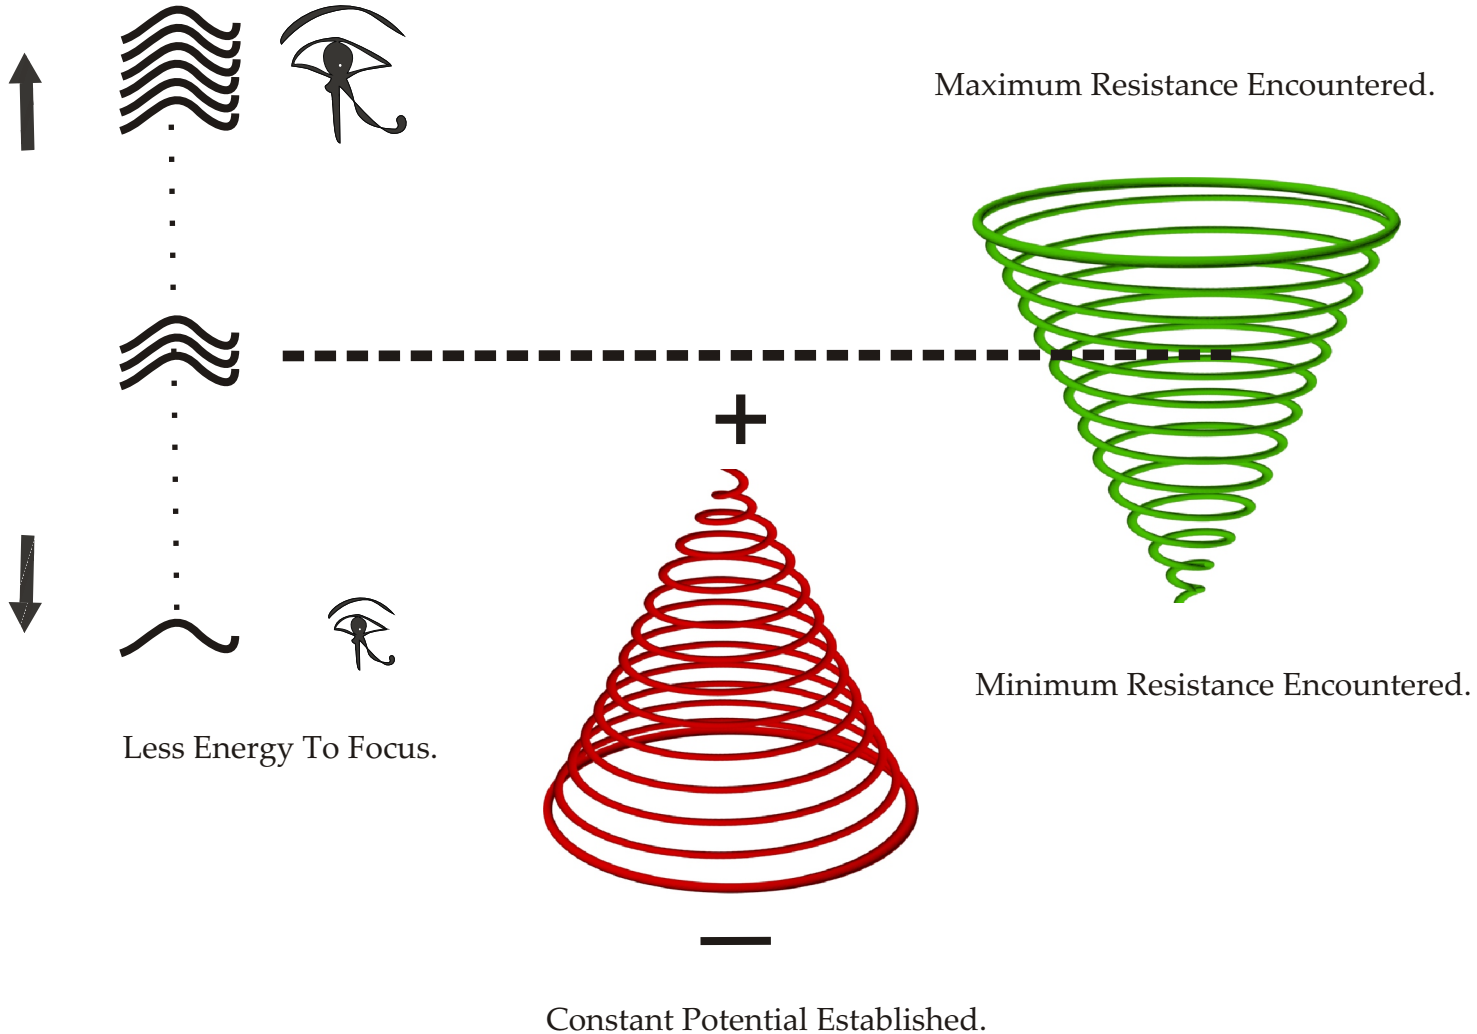 Maximum Resistance Encountered.
+
Minimum Resistance Encountered.
Less Energy To Focus.
—
Constant Potential Established.